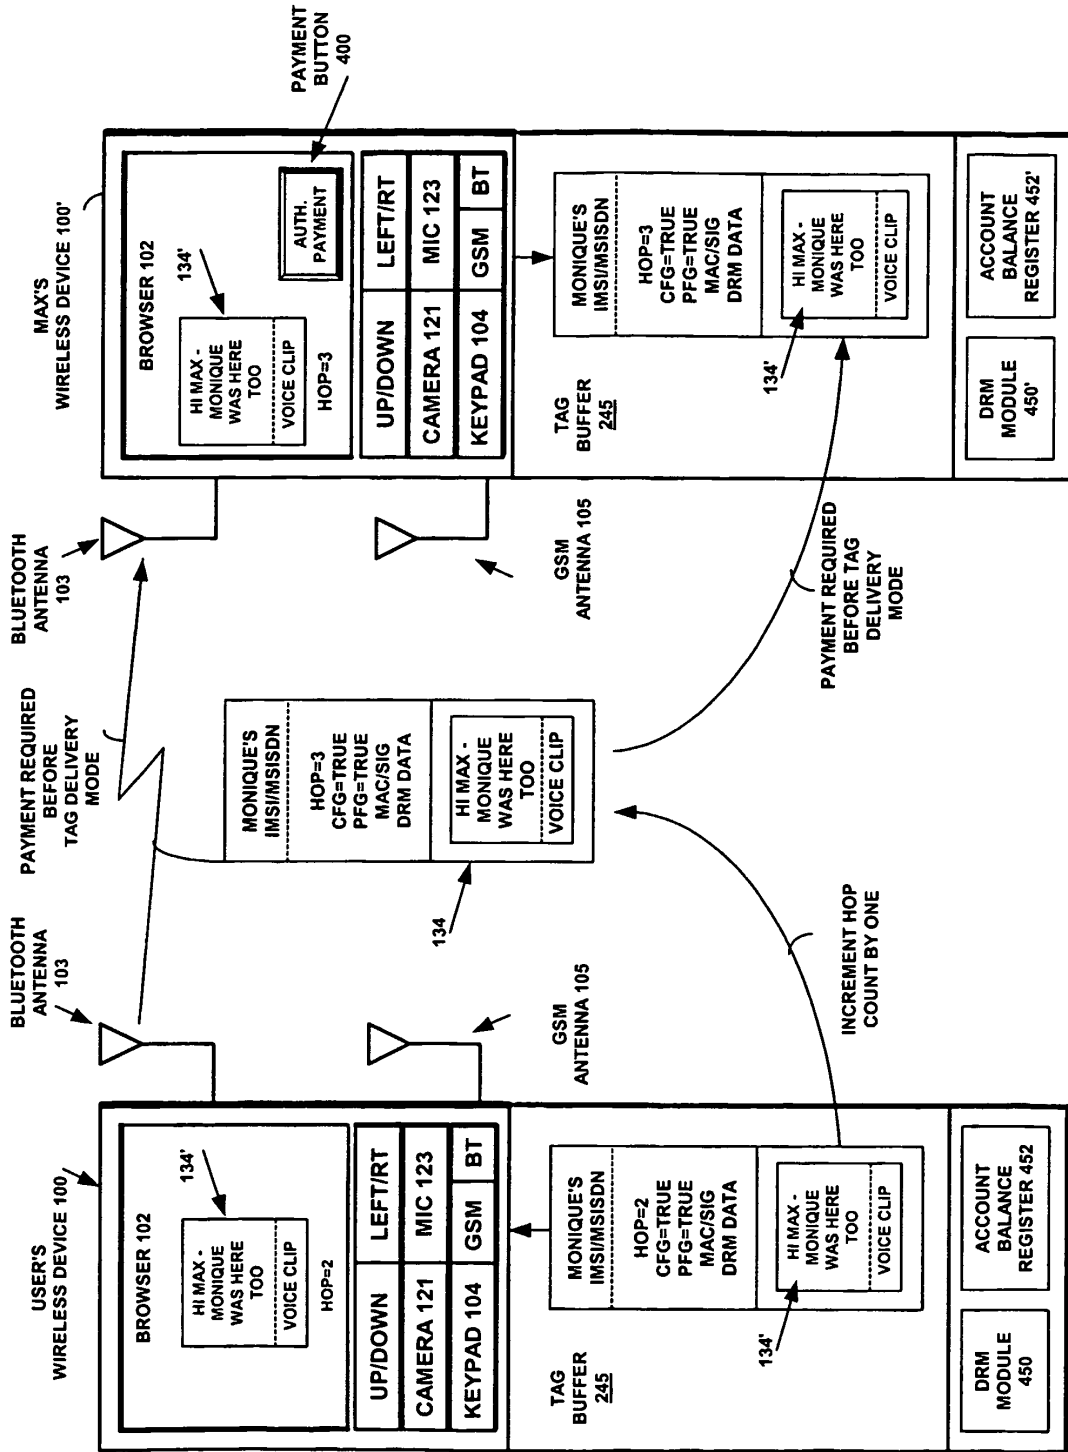 USER'S
WIRELESS DEVICE 100
BROWSER 102
134'
HI MAX -
MONIQUE
WAS HERE
TOO
VOICE CLIP
HOP=2
UP/DOWN
LEFT/RT
CAMERA 121
MIC 123
KEYPAD 104
GSM
BT
TAG
BUFFER
245
MONIQUE'S
IMSI/MSISDN
HOP=2
CFG=TRUE
PFG=TRUE
MAC/SIG
DRM DATA
134'
HI MAX -
MONIQUE
WAS HERE
TOO
VOICE CLIP
DRM
MODULE
450
ACCOUNT
BALANCE
REGISTER 452
BLUETOOTH
ANTENNA
103
GSM
ANTENNA 105
INCREMENT HOP
COUNT BY ONE
PAYMENT REQUIRED
BEFORE
TAG DELIVERY
MODE
MONIQUE'S
IMSI/MSISDN
HOP=3
CFG=TRUE
PFG=TRUE
MAC/SIG
DRM DATA
134
HI MAX -
MONIQUE
WAS HERE
TOO
VOICE CLIP
BLUETOOTH
ANTENNA
103
GSM
ANTENNA 105
PAYMENT REQUIRED
BEFORE TAG
DELIVERY
MODE
MAX'S
WIRELESS DEVICE 100'
BROWSER 102
134'
HI MAX -
MONIQUE
WAS HERE
TOO
VOICE CLIP
HOP=3
AUTH.
PAYMENT
PAYMENT
BUTTON
400
UP/DOWN
LEFT/RT
CAMERA 121
MIC 123
KEYPAD 104
GSM
BT
TAG
BUFFER
245
MONIQUE'S
IMSI/MSISDN
HOP=3
CFG=TRUE
PFG=TRUE
MAC/SIG
DRM DATA
134'
HI MAX -
MONIQUE
WAS HERE
TOO
VOICE CLIP
DRM
MODULE
450'
ACCOUNT
BALANCE
REGISTER 452'